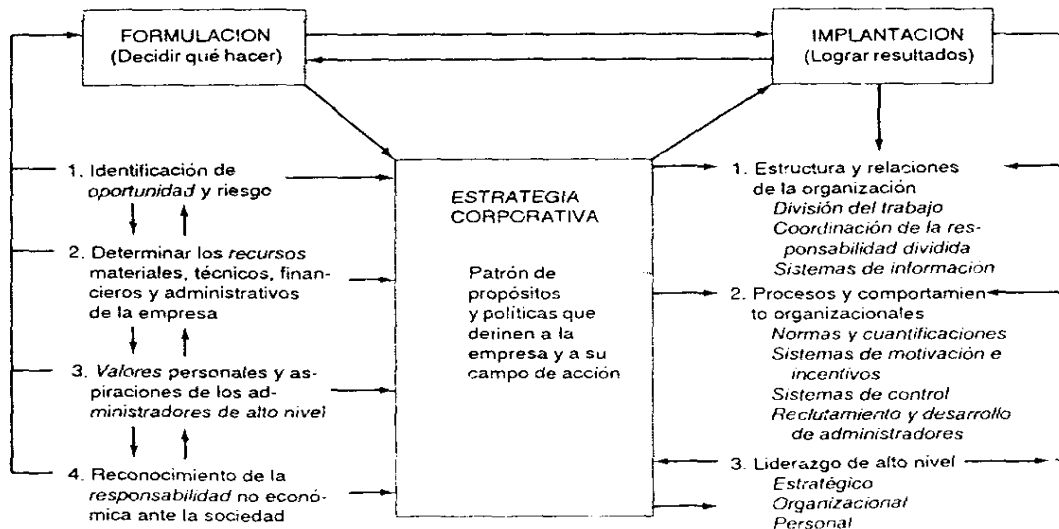 FORMULACION
(Decidir qué hacer)
IMPLANTACION
(Lograr resultados)
1. Identificación de
oportunidad y riesgo
2. Determinar los recursos
materiales, técnicos, finan-
cieros y administrativos
de la empresa
3. Valores personales y as-
piraciones de los ad-
ministradores de alto nivel
4. Reconocimiento de la
responsabilidad no econó-
mica ante la sociedad
ESTRATEGIA
CORPCRATIVA
Patrón de
propósitos
y políticas que
derinen a la
empresa y a su
campo de acción
1. Estructura y relaciones
de la organización
División del trabajo
Coordinación de la res-
ponsabilidad dividida
Sistemas de información
2. Procesos y comportamien
to organizacionales
Normas y cuantificaciones
Sistemas de motivación e
incentivos
Sistemas de control
Reclutamiento y desarrollo
de administradores
3. Liderazgo de alto nivel
Estratégico
Organizacional
Personal